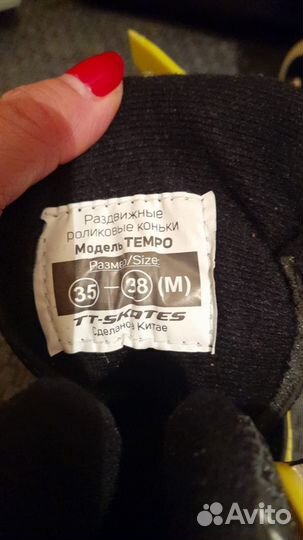 Раздвижные
роликовые коньки
Модель TEMPO
Размер/Size:
35 – 38 (M)
TT-SKATES
Сделано в Китае
Avito